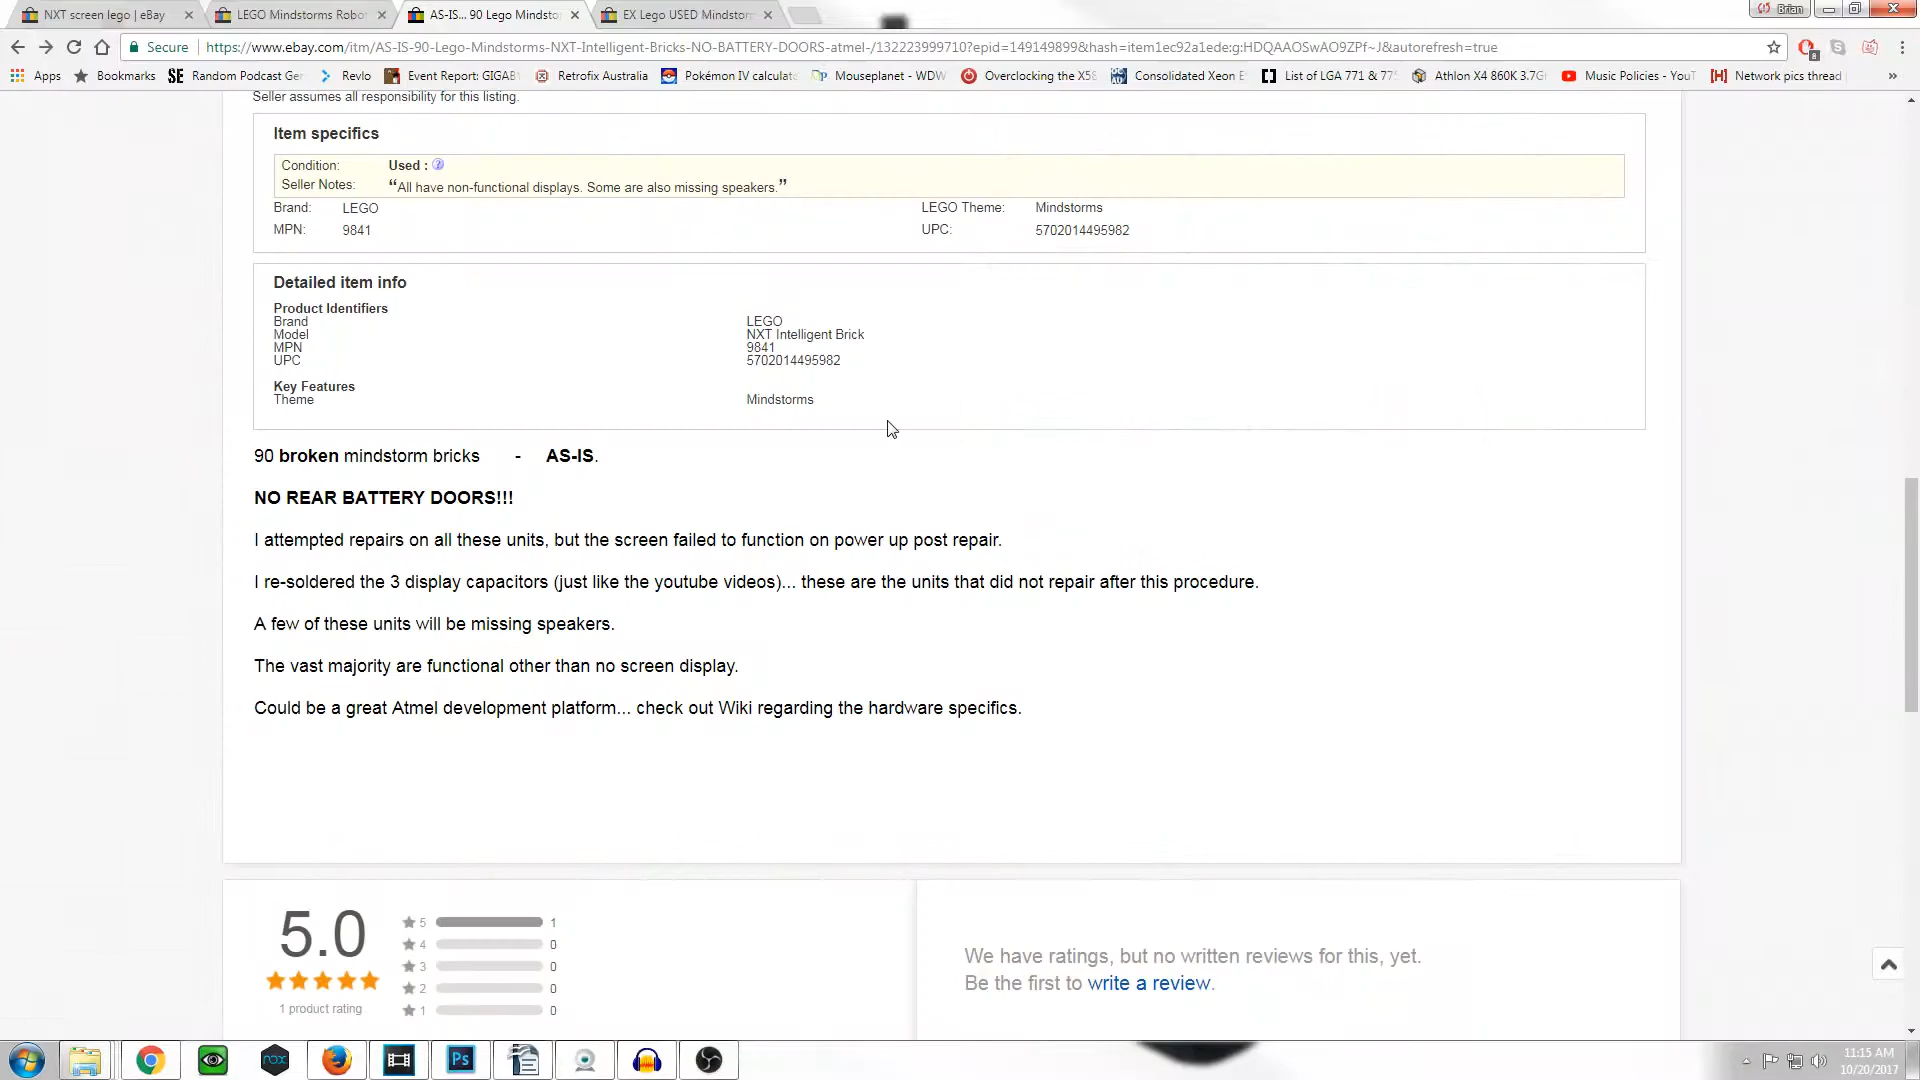 NXT screen lego | eBay
LEGO Mindstorms Robo
AS-IS... 90 Lego Mindsto
EX Lego USED Mindstor
Brian
Secure
https://www.ebay.com/itm/AS-IS-90-Lego-Mindstorms-NXT-Intelligent-Bricks-NO-BATTERY-DOORS-atmel-/132223999710?epid=149149899&hash=item1ec92a1ede:g:HDQAAOSwAO9ZPf~J&autorefresh=true
Apps
Bookmarks
SE Random Podcast Ge
Revlo
Event Report: GIGAB
Retrofix Australia
Pokémon IV calculat
Mouseplanet - WDW
Overclocking the X58
Consolidated Xeon E
List of LGA 771 & 77
Athlon X4 860K 3.7G
Music Policies - YouT
[H] Network pics thread
»
Seller assumes all responsibility for this listing.
Item specifics
Condition: Used :
Seller Notes: “All have non-functional displays. Some are also missing speakers.”
Brand: LEGO LEGO Theme: Mindstorms
MPN: 9841 UPC: 5702014495982
Detailed item info
Product Identifiers
Brand LEGO
Model NXT Intelligent Brick
MPN 9841
UPC 5702014495982
Key Features
Theme Mindstorms
90 broken mindstorm bricks - AS-IS.
NO REAR BATTERY DOORS!!!
I attempted repairs on all these units, but the screen failed to function on power up post repair.
I re-soldered the 3 display capacitors (just like the youtube videos)... these are the units that did not repair after this procedure.
A few of these units will be missing speakers.
The vast majority are functional other than no screen display.
Could be a great Atmel development platform... check out Wiki regarding the hardware specifics.
5.0
1 product rating
5 1
4 0
3 0
2 0
1 0
We have ratings, but no written reviews for this, yet.
Be the first to write a review.
nox
Ps
11:15 AM
10/20/2017